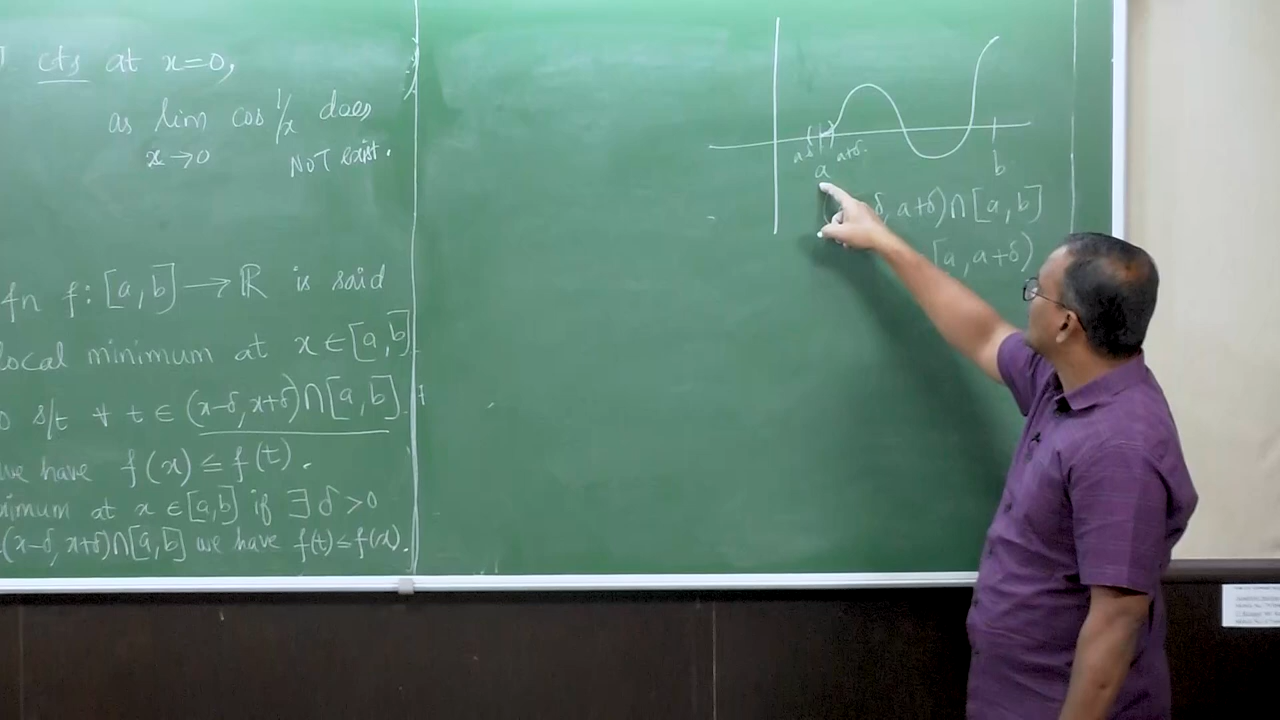 cts at x=0,
as lim cos 1/x does
x→0 NOT exist.
fn f: [a,b] → ℝ is said
local minimum at x ∈ [a,b]
s/t ∀ t ∈ (x-δ, x+δ) ∩ [a,b].
we have f(x) ≤ f(t).
nimum at x ∈ [a,b] if ∃ δ > 0
(x-δ, x+δ) ∩ [a,b] we have f(t) ≤ f(x).
a+δ
a
b
δ, a+δ) ∩ [a,b]
[a, a+δ)